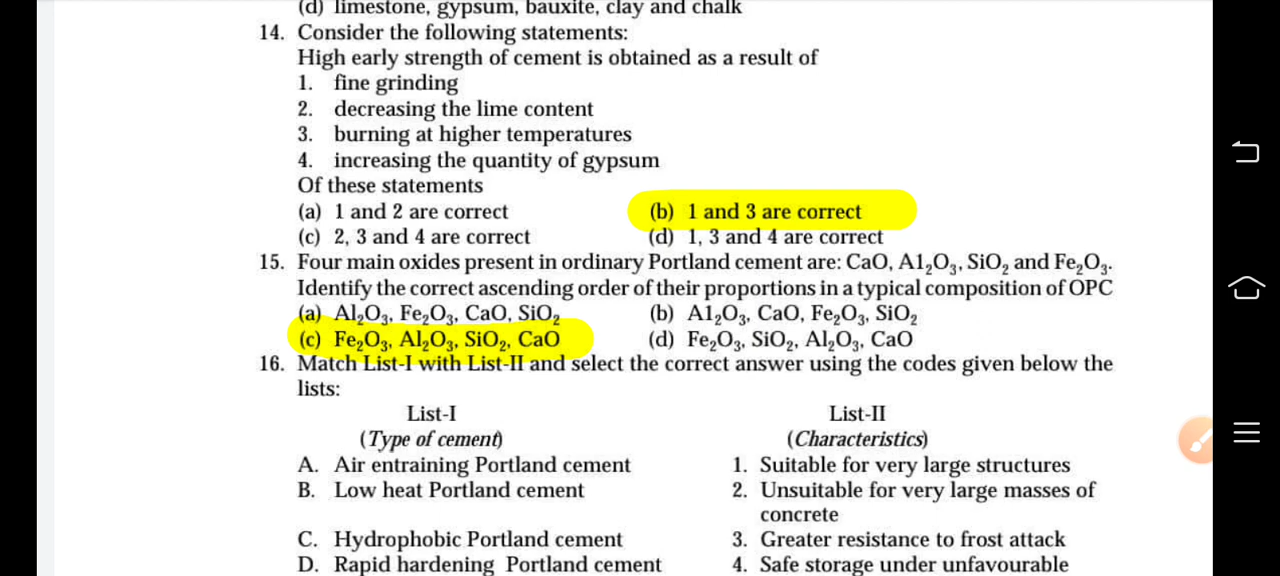 (d) limestone, gypsum, bauxite, clay and chalk
14. Consider the following statements:
High early strength of cement is obtained as a result of
1. fine grinding
2. decreasing the lime content
3. burning at higher temperatures
4. increasing the quantity of gypsum
Of these statements
(a) 1 and 2 are correct (b) 1 and 3 are correct
(c) 2, 3 and 4 are correct (d) 1, 3 and 4 are correct
15. Four main oxides present in ordinary Portland cement are: CaO, A1₂O₃, SiO₂ and Fe₂O₃.
Identify the correct ascending order of their proportions in a typical composition of OPC
(a) Al₂O₃, Fe₂O₃, CaO, SiO₂ (b) A1₂O₃, CaO, Fe₂O₃, SiO₂
(c) Fe₂O₃, Al₂O₃, SiO₂, CaO (d) Fe₂O₃, SiO₂, Al₂O₃, CaO
16. Match List-I with List-II and select the correct answer using the codes given below the
lists:
List-I List-II
(Type of cement) (Characteristics)
A. Air entraining Portland cement 1. Suitable for very large structures
B. Low heat Portland cement 2. Unsuitable for very large masses of
concrete
C. Hydrophobic Portland cement 3. Greater resistance to frost attack
D. Rapid hardening Portland cement 4. Safe storage under unfavourable